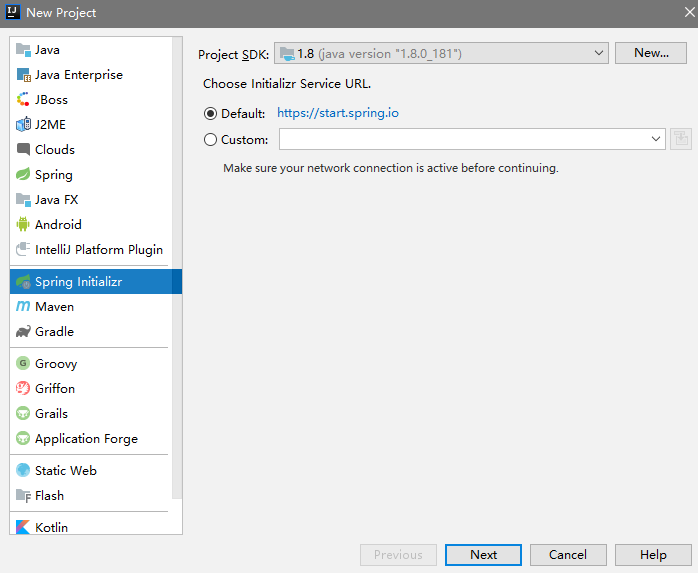 New Project
Java
Java Enterprise
JBoss
J2ME
Clouds
Spring
Java FX
Android
IntelliJ Platform Plugin
Spring Initializr
Maven
Gradle
Groovy
Griffon
Grails
Application Forge
Static Web
Flash
Kotlin
Project SDK: 1.8 (java version "1.8.0_181") New...
Choose Initializr Service URL.
Default: https://start.spring.io
Custom:
Make sure your network connection is active before continuing.
Previous Next Cancel Help